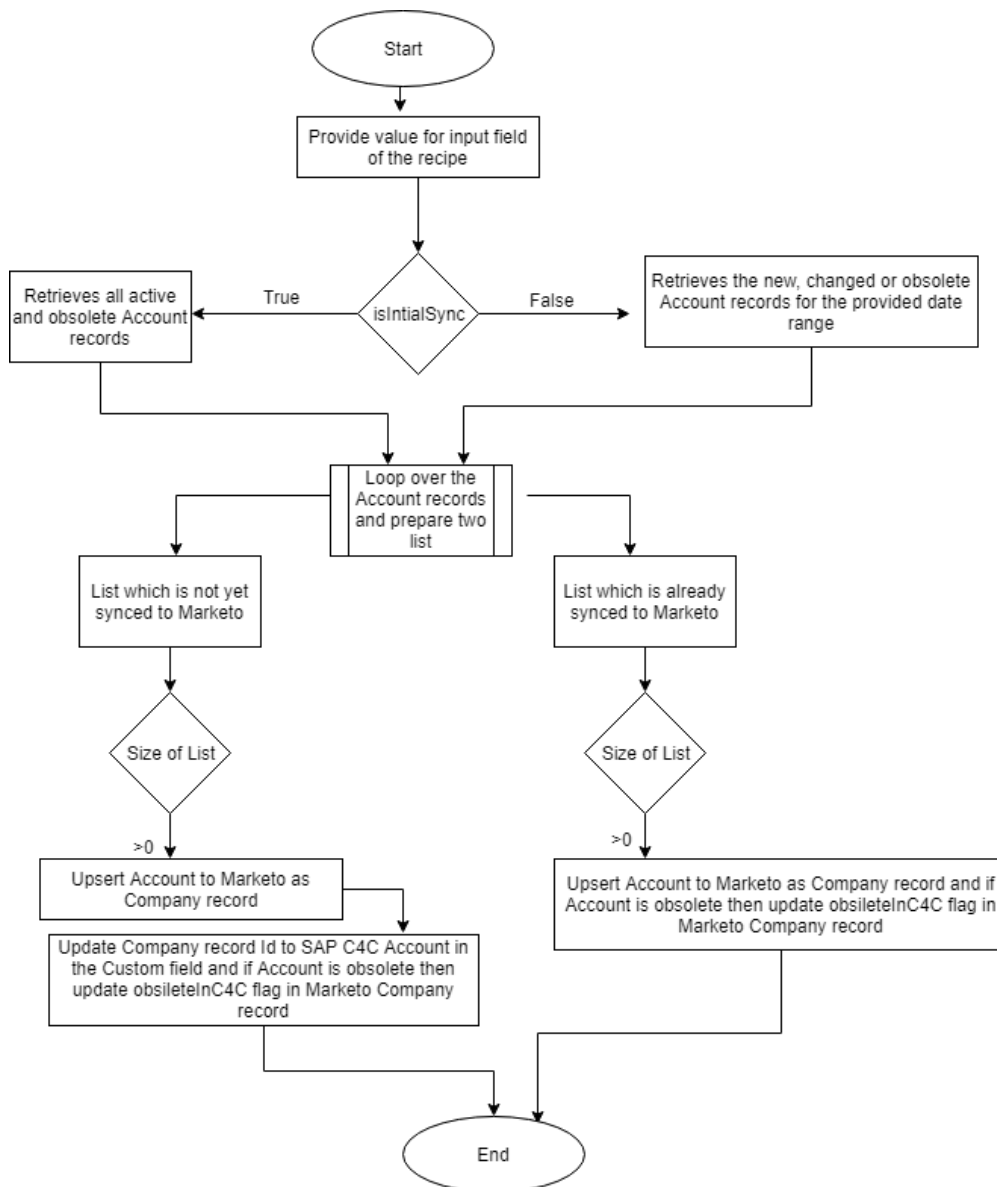 Start
Provide value for input field
of the recipe
True
isIntialSync
False
Retrieves all active
and obsolete Account
records
Retrieves the new, changed or obsolete
Account records for the provided date
range
Loop over the
Account records
and prepare two
list
List which is not yet
synced to Marketo
List which is already
synced to Marketo
Size of List
Size of List
>0
>0
Upsert Account to Marketo as
Company record
Upsert Account to Marketo as Company record and if
Account is obsolete then update obsileteInC4C flag in
Marketo Company record
Update Company record Id to SAP C4C Account in
the Custom field and if Account is obsolete then
update obsileteInC4C flag in Marketo Company
record
End